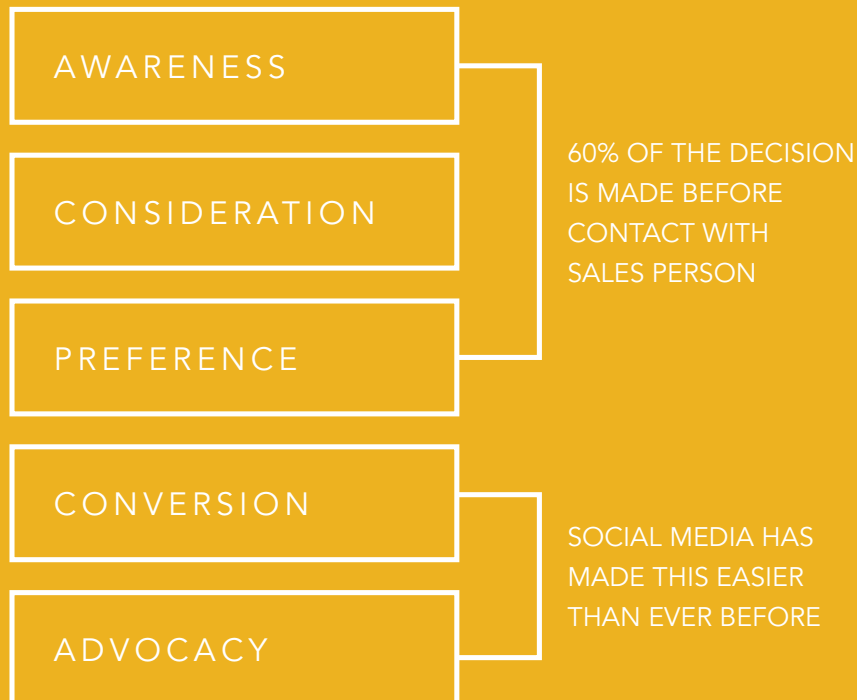 AWARENESS
CONSIDERATION
PREFERENCE
60% OF THE DECISION
IS MADE BEFORE
CONTACT WITH
SALES PERSON
CONVERSION
ADVOCACY
SOCIAL MEDIA HAS
MADE THIS EASIER
THAN EVER BEFORE